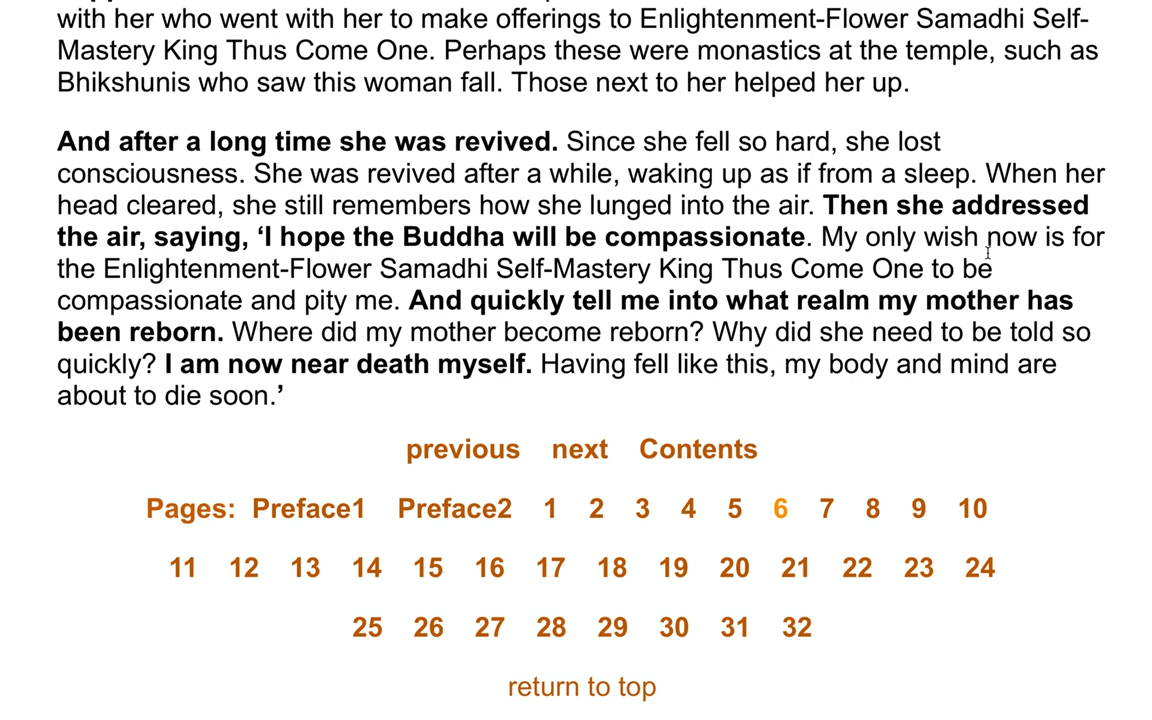 with her who went with her to make offerings to Enlightenment-Flower Samadhi Self-
Mastery King Thus Come One. Perhaps these were monastics at the temple, such as
Bhikshunis who saw this woman fall. Those next to her helped her up.
And after a long time she was revived. Since she fell so hard, she lost
consciousness. She was revived after a while, waking up as if from a sleep. When her
head cleared, she still remembers how she lunged into the air. Then she addressed
the air, saying, ‘I hope the Buddha will be compassionate. My only wish now is for
the Enlightenment-Flower Samadhi Self-Mastery King Thus Come One to be
compassionate and pity me. And quickly tell me into what realm my mother has
been reborn. Where did my mother become reborn? Why did she need to be told so
quickly? I am now near death myself. Having fell like this, my body and mind are
about to die soon.’
previous next Contents
Pages: Preface1 Preface2 1 2 3 4 5 6 7 8 9 10
11 12 13 14 15 16 17 18 19 20 21 22 23 24
25 26 27 28 29 30 31 32
return to top